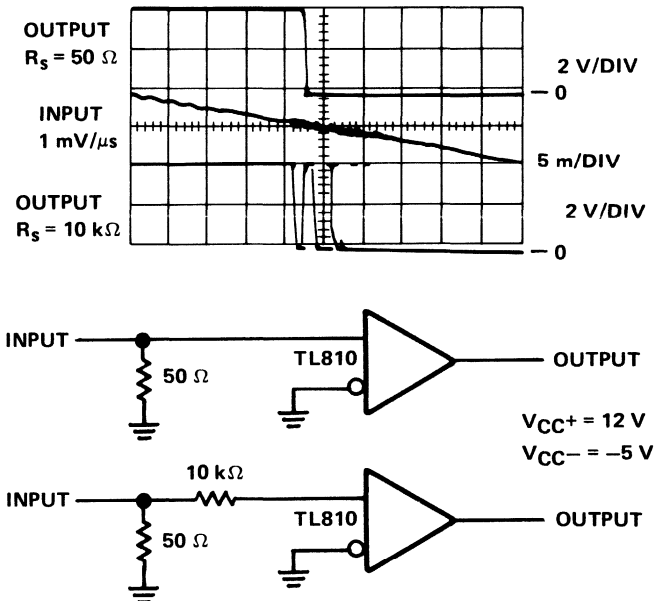 OUTPUT
Rs = 50 Ω
2 V/DIV
0
INPUT
1 mV/µs
5 m/DIV
OUTPUT
Rs = 10 kΩ
2 V/DIV
0
INPUT
50 Ω
TL810
OUTPUT
VCC+ = 12 V
VCC− = −5 V
10 kΩ
INPUT
50 Ω
TL810
OUTPUT